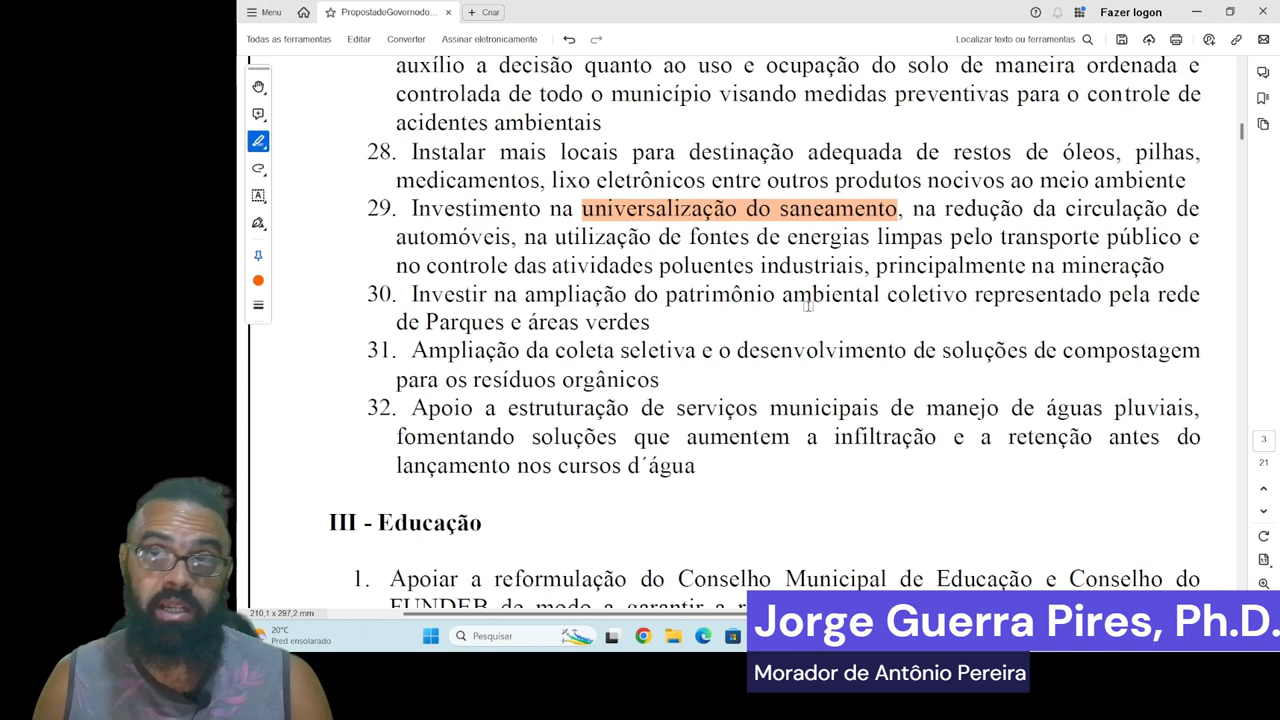 Menu
PropostadeGovernodo...
Criar
Fazer logon
Todas as ferramentas
Editar
Converter
Assinar eletronicamente
Localizar texto ou ferramentas
auxílio a decisão quanto ao uso e ocupação do solo de maneira ordenada e
controlada de todo o município visando medidas preventivas para o controle de
acidentes ambientais
28. Instalar mais locais para destinação adequada de restos de óleos, pilhas,
medicamentos, lixo eletrônicos entre outros produtos nocivos ao meio ambiente
29. Investimento na universalização do saneamento, na redução da circulação de
automóveis, na utilização de fontes de energias limpas pelo transporte público e
no controle das atividades poluentes industriais, principalmente na mineração
30. Investir na ampliação do patrimônio ambiental coletivo representado pela rede
de Parques e áreas verdes
31. Ampliação da coleta seletiva e o desenvolvimento de soluções de compostagem
para os resíduos orgânicos
32. Apoio a estruturação de serviços municipais de manejo de águas pluviais,
fomentando soluções que aumentem a infiltração e a retenção antes do
lançamento nos cursos d´água
3
21
III - Educação
1. Apoiar a reformulação do Conselho Municipal de Educação e Conselho do
FUNDEB de modo a garantir a
210,1 x 297,2 mm
20°C
Pred ensolarado
Pesquisar
Jorge Guerra Pires, Ph.D.
Morador de Antônio Pereira